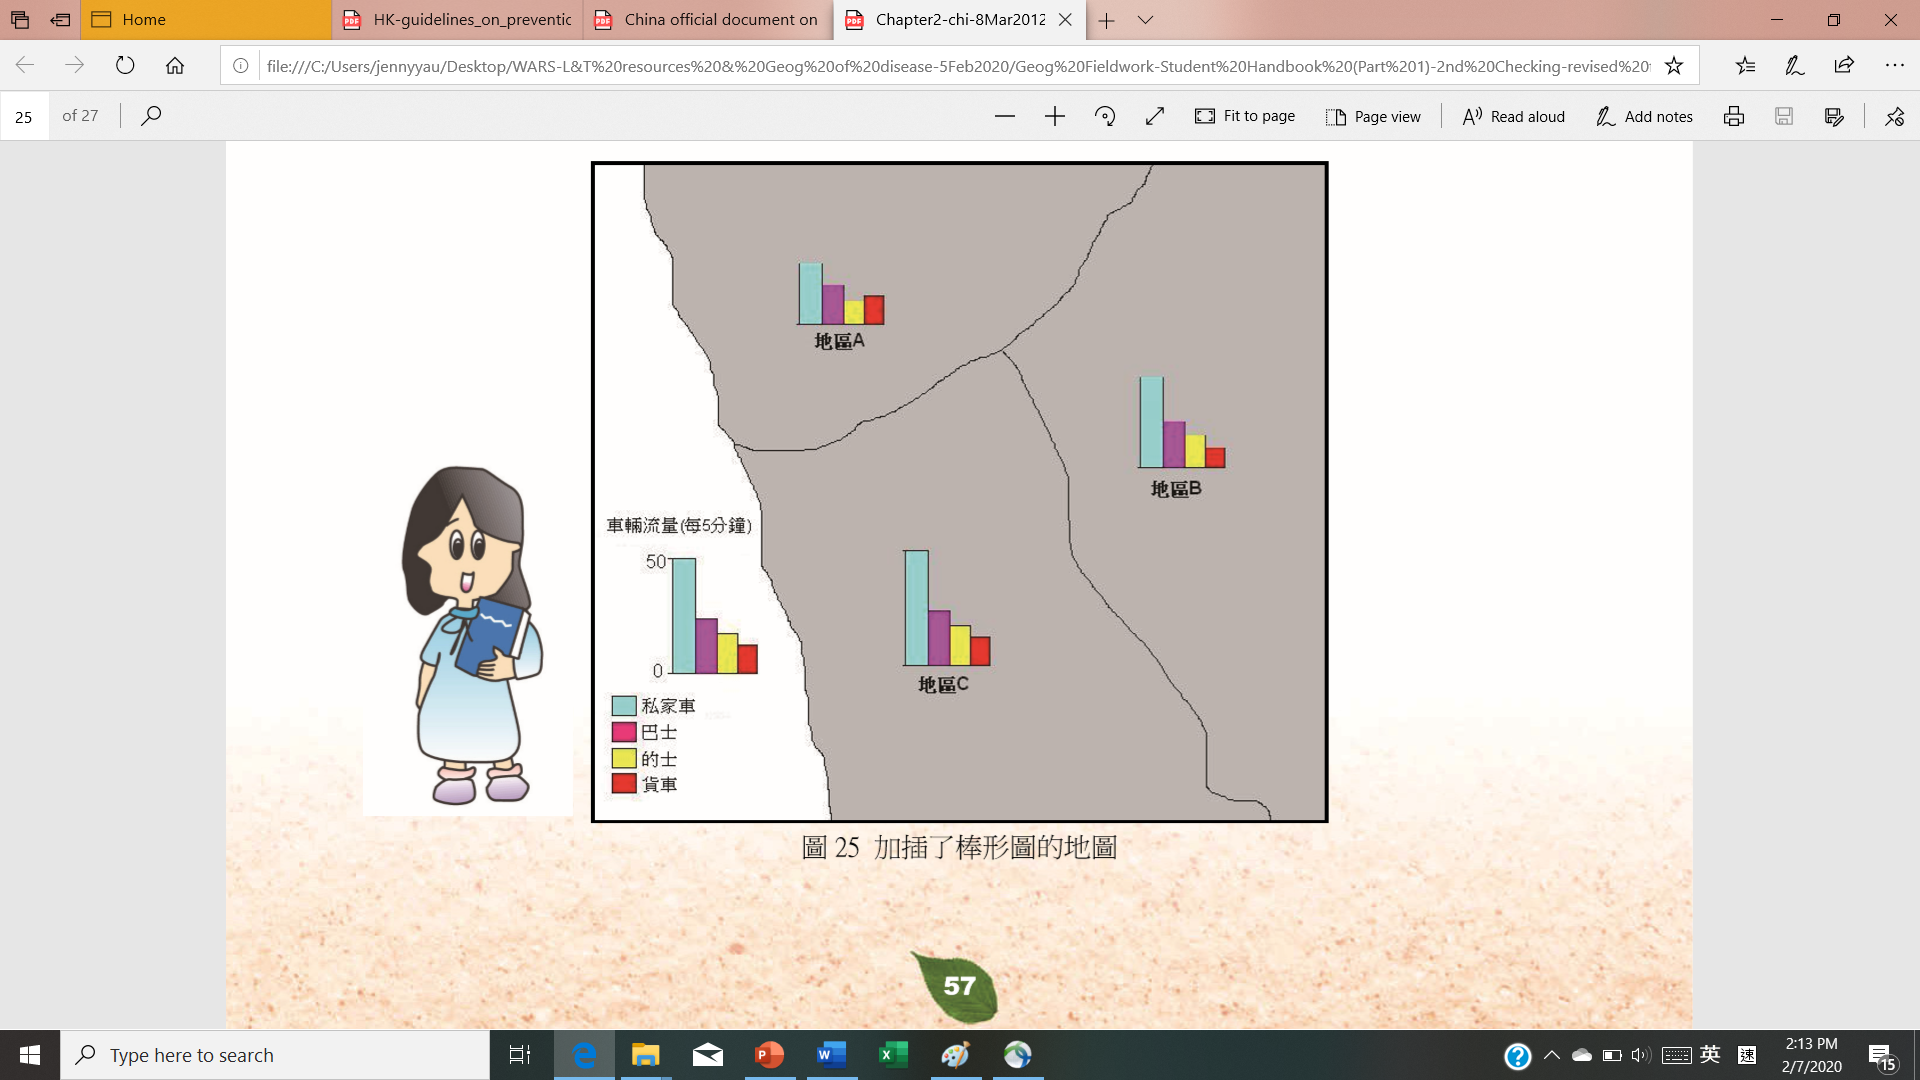 Home
HK-guidelines_on_preventic
China official document on
Chapter2-chi-8Mar2012
file:///C:/Users/jennyyau/Desktop/WARS-L&T%20resources%20&%20Geog%20of%20disease-5Feb2020/Geog%20Fieldwork-Student%20Handbook%20(Part%201)-2nd%20Checking-revised%20
25 of 27
Fit to page
Page view
Read aloud
Add notes
地區A
地區B
車輛流量(每5分鐘)
50
0
地區C
私家車
巴士
的士
貨車
圖 25 加插了棒形圖的地圖
57
Type here to search
英
速
2:13 PM
2/7/2020
15